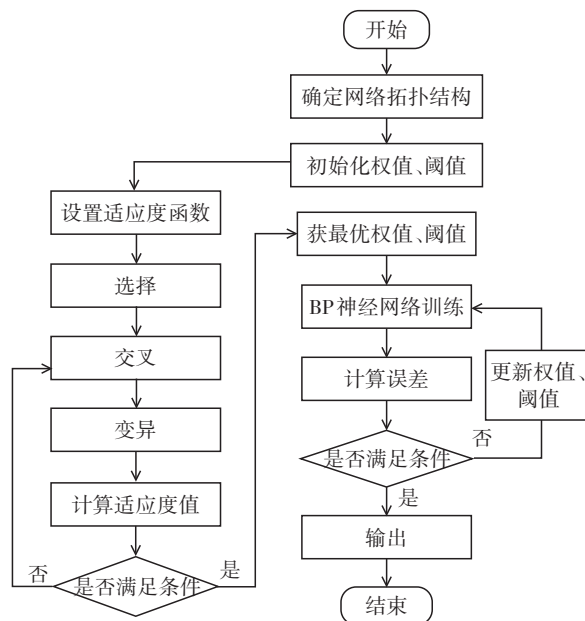 开始
确定网络拓扑结构
初始化权值、阈值
设置适应度函数
选择
交叉
变异
计算适应度值
是否满足条件
否
是
获最优权值、阈值
BP神经网络训练
计算误差
更新权值、
阈值
是否满足条件
否
是
输出
结束